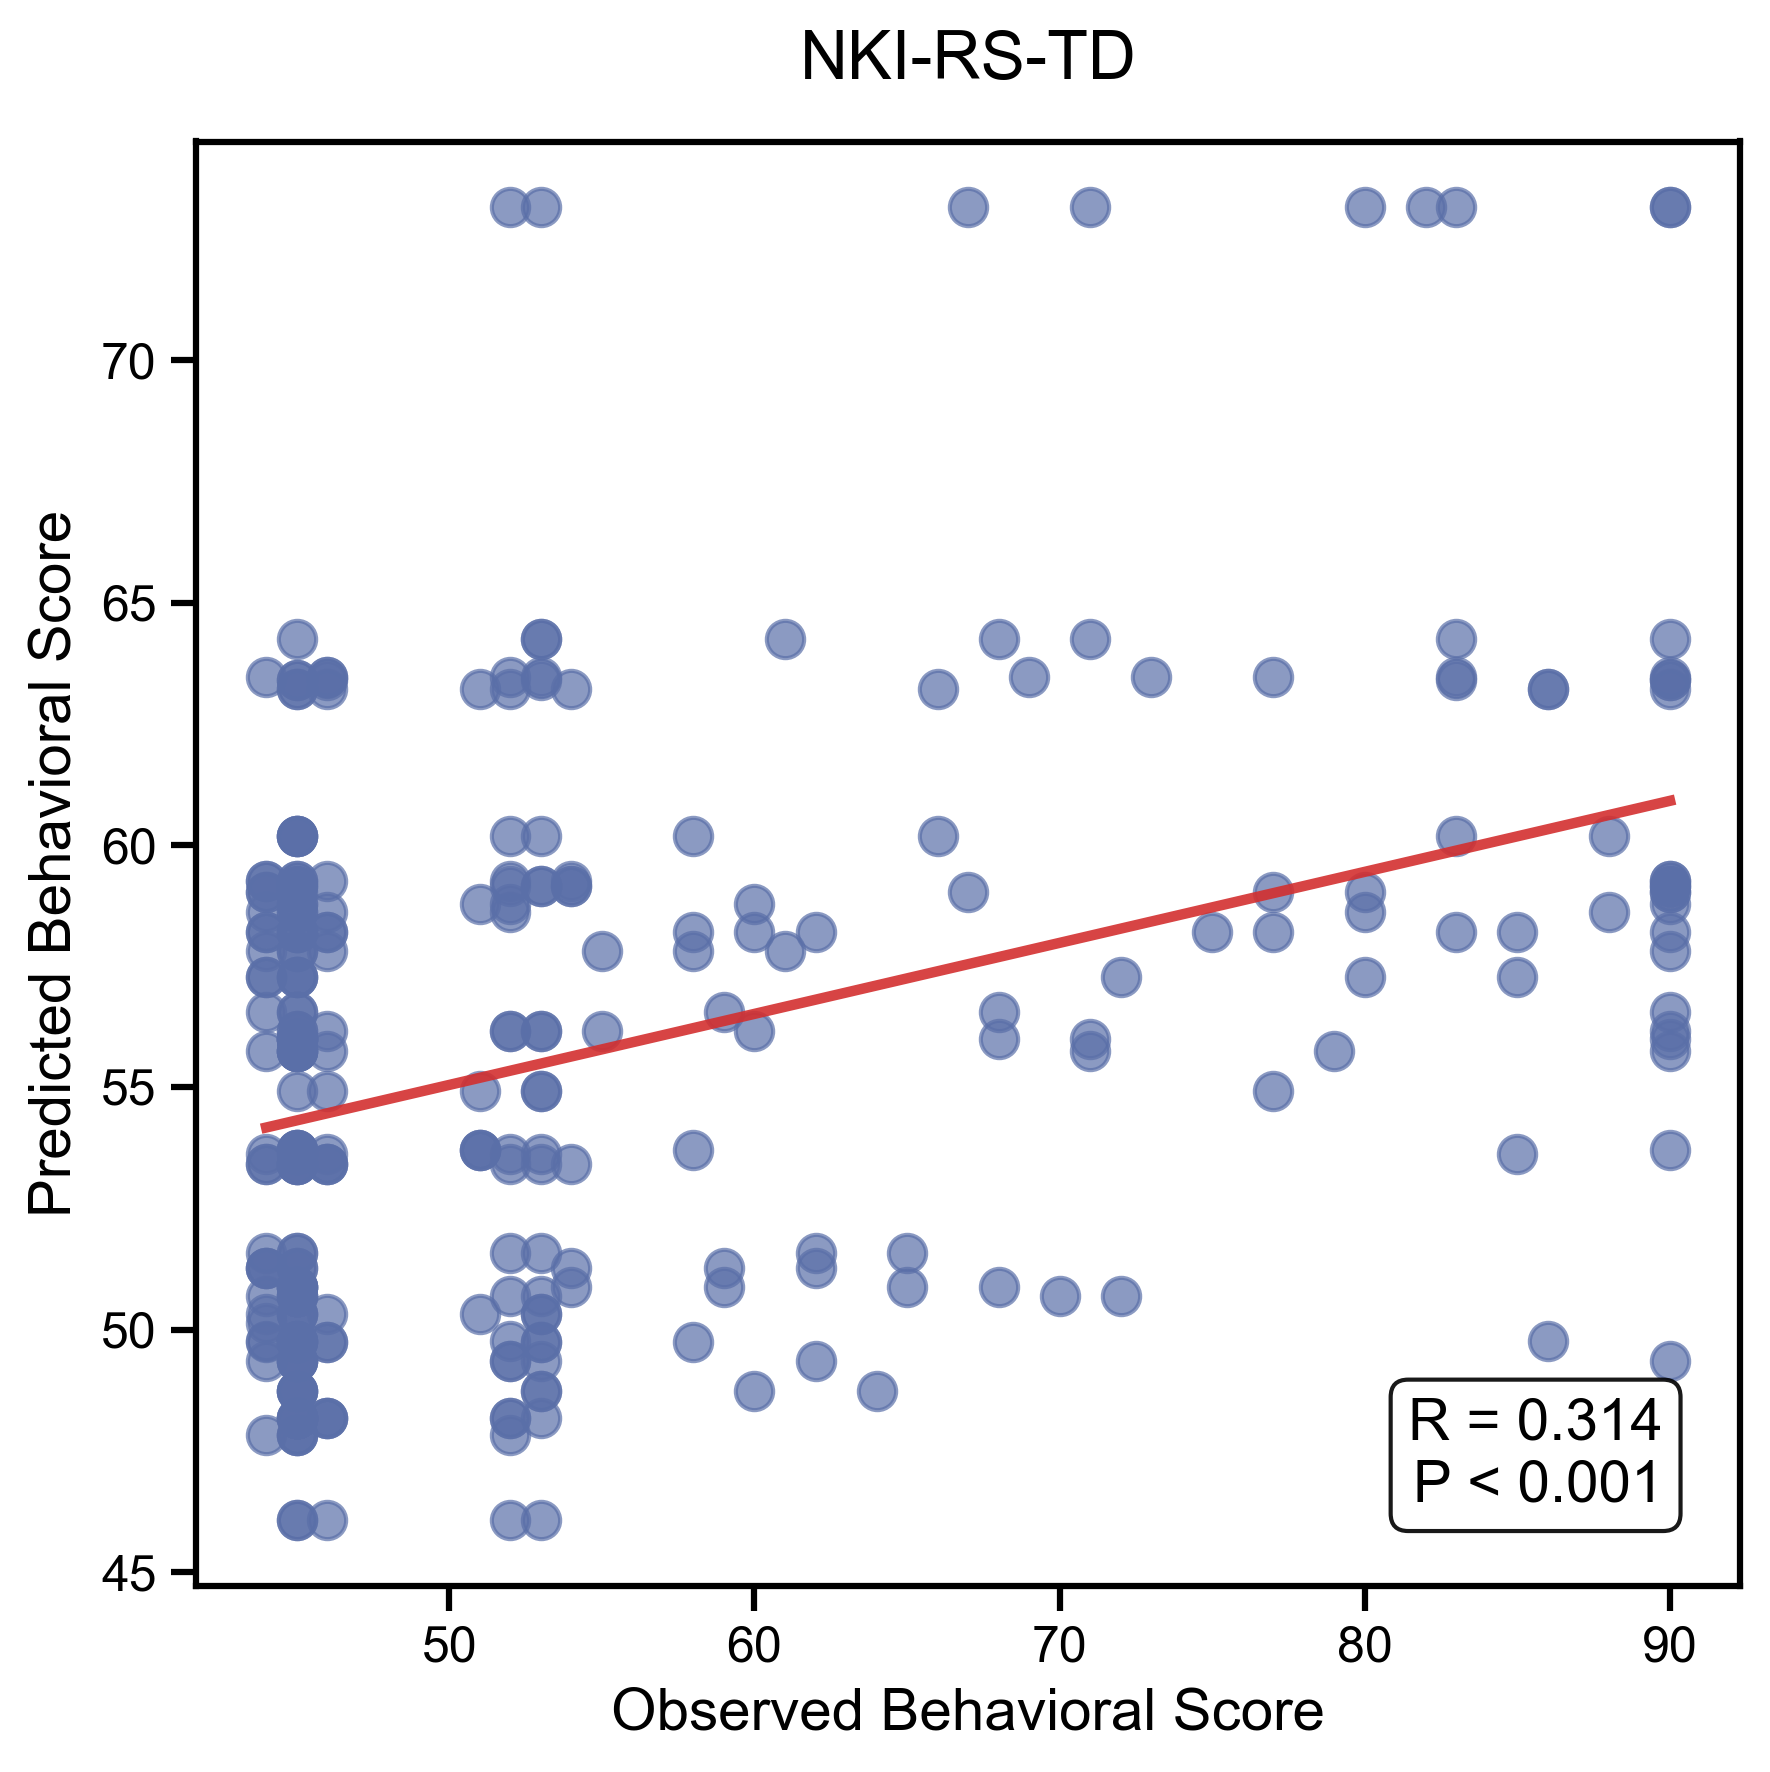 NKI-RS-TD
Predicted Behavioral Score
70
65
60
55
50
45
R = 0.314
P < 0.001
50 60 70 80 90
Observed Behavioral Score